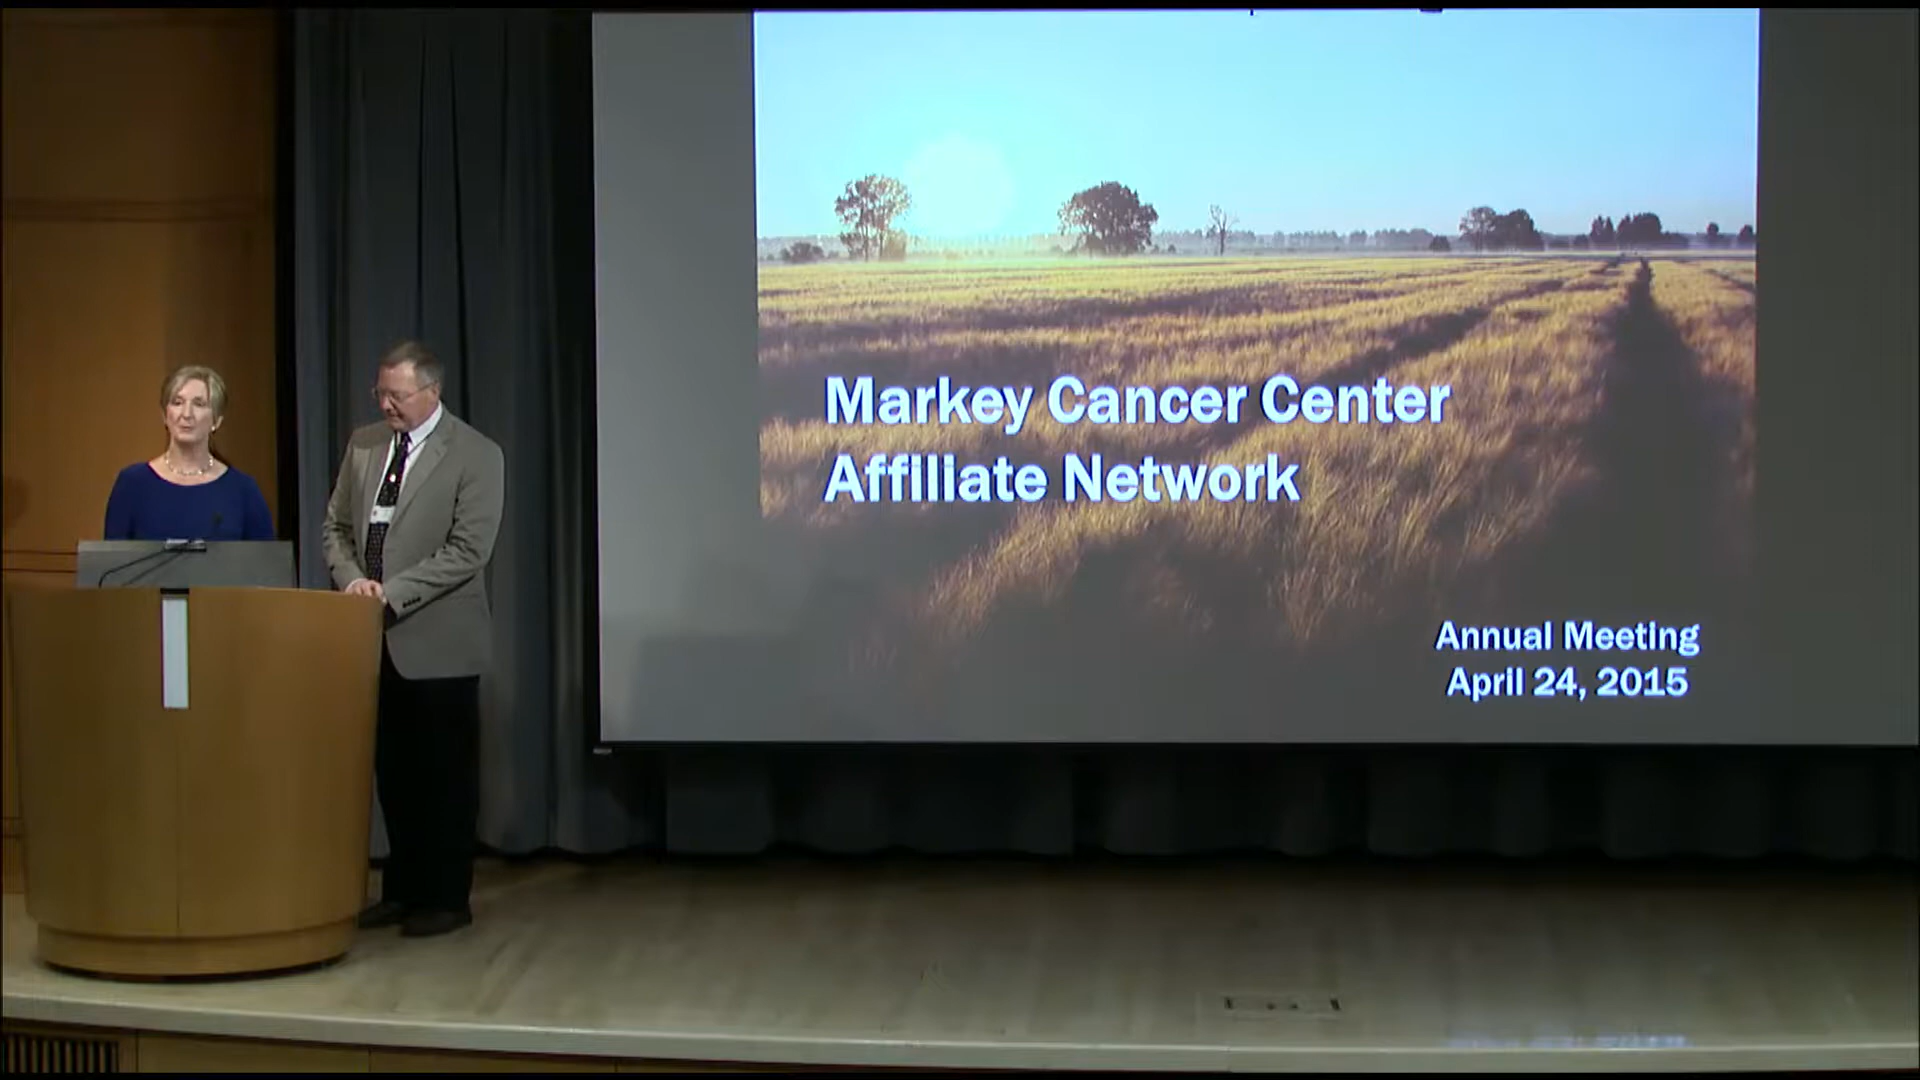 Markey Cancer Center
Affiliate Network
Annual Meeting
April 24, 2015